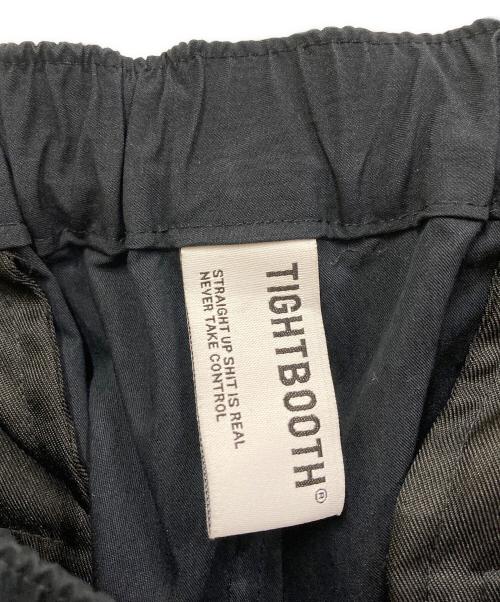 TIGHTBOOTH®
STRAIGHT UP SHIT IS REAL
NEVER TAKE CONTROL